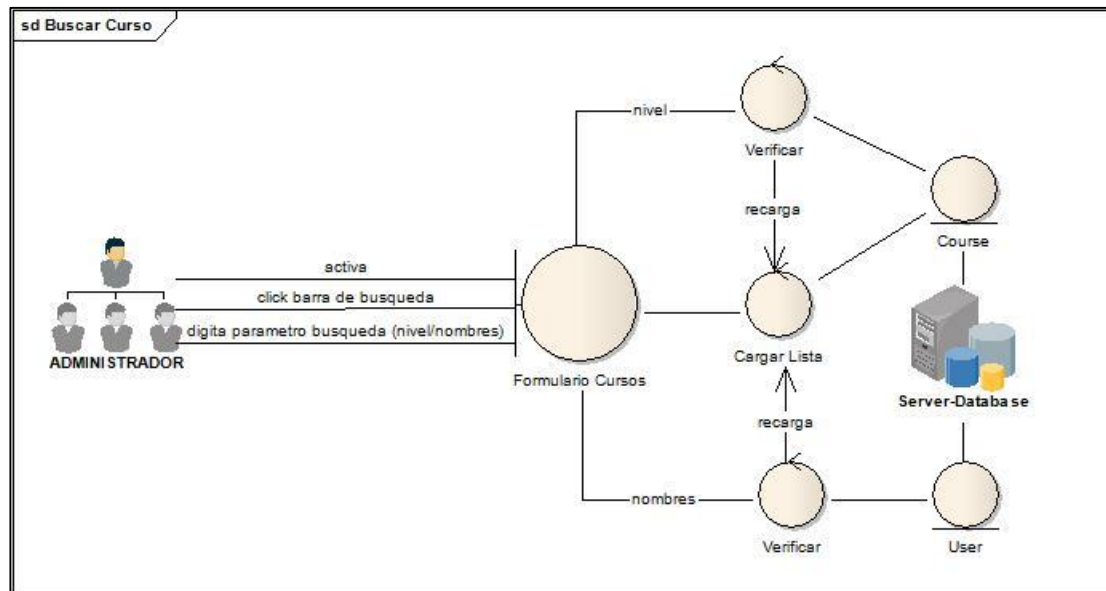 sd Buscar Curso
nivel
Verificar
recarga
Course
activa
click barra de busqueda
digita parametro busqueda (nivel/nombres)
ADMINISTRADOR
Formulario Cursos
Cargar Lista
Server-Database
recarga
nombres
Verificar
User